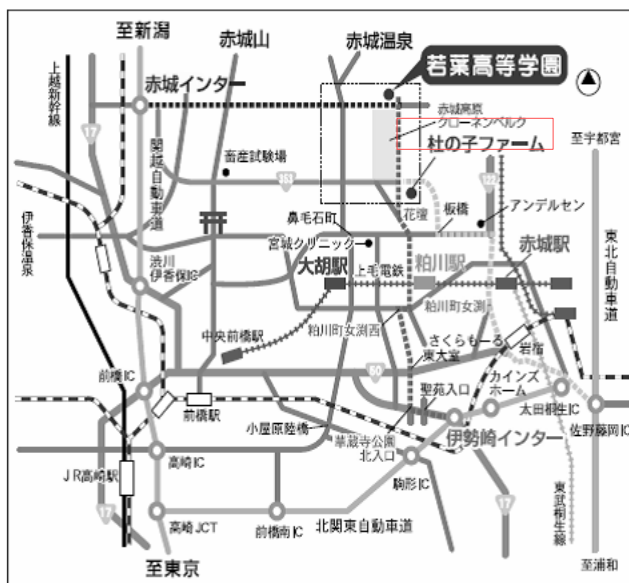 至新潟
赤城山
赤城温泉
若葉高等学園
上越新幹線
赤城インター
17
関越自動車道
赤城高原
クローネンベルク
至宇都宮
畜産試験場
353
杜の子ファーム
122
花壇
板橋
アンデルセン
伊香保温泉
鼻毛石町
宮城クリニック
東北自動車道
渋川
伊香保IC
大胡駅
上毛電鉄
粕川駅
赤城駅
粕川町女渕
中央前橋駅
粕川町女渕西
さくらもーる
東大室
岩宿
前橋IC
50
聖苑入口
カインズ
ホーム
前橋駅
太田桐生IC
小屋原陸橋
華蔵寺公園
北入口
伊勢崎インター
佐野藤岡IC
JR高崎駅
高崎IC
駒形IC
17
高崎JCT
前橋南IC
北関東自動車道
17
東武桐生線
至東京
至浦和